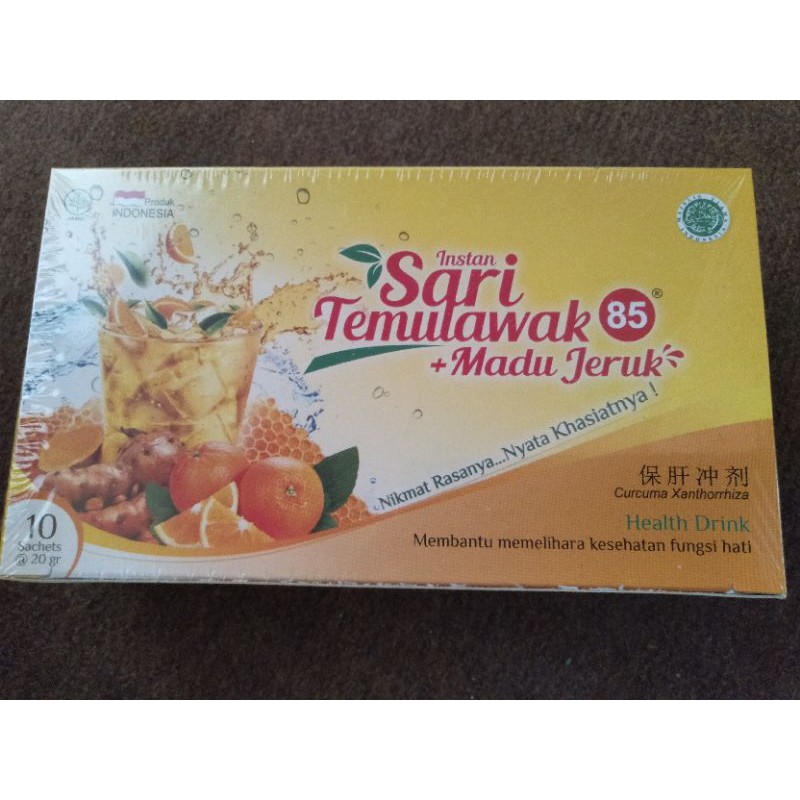 Produk
INDONESIA
Instan
Sari
Temulawak 85®
+Madu Jeruk
Nikmat Rasanya...Nyata Khasiatnya !
保肝冲剂
Curcuma Xanthorrhiza
Health Drink
Membantu memelihara kesehatan fungsi hati
10
Sachets
@ 20 gr